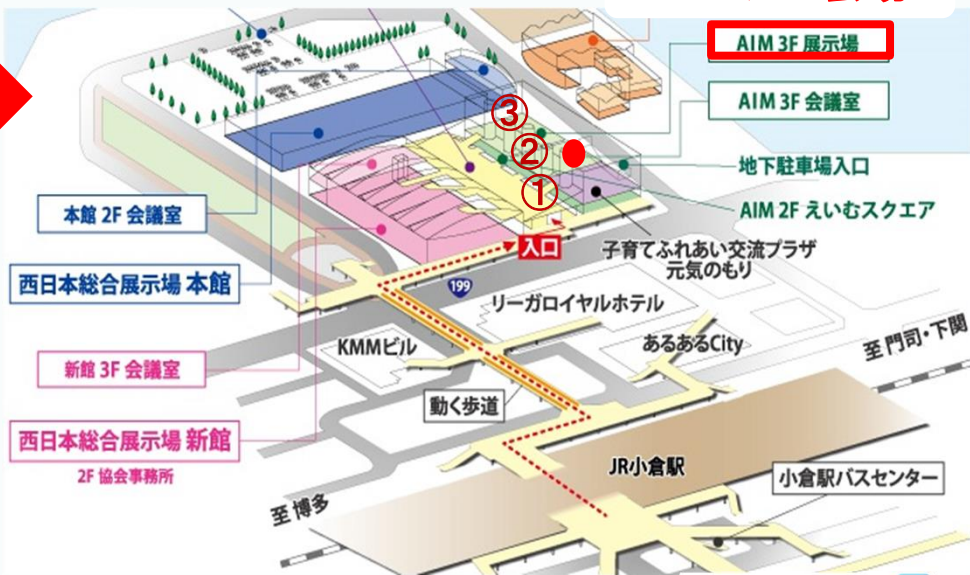 AIM 3F 展示場
AIM 3F 会議室
③
②
①
地下駐車場入口
AIM 2F えいむスクエア
子育てふれあい交流プラザ
元気のもり
本館 2F 会議室
入口
西日本総合展示場 本館
199
リーガロイヤルホテル
KMMビル
あるあるCity
至 門司・下関
新館 3F 会議室
動く歩道
西日本総合展示場 新館
2F 協会事務所
JR小倉駅
小倉駅バスセンター
至 博多